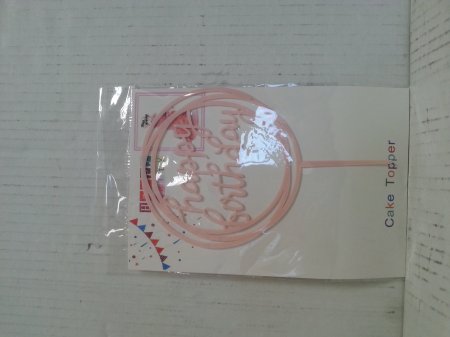 happy
birthday
Cake Topper